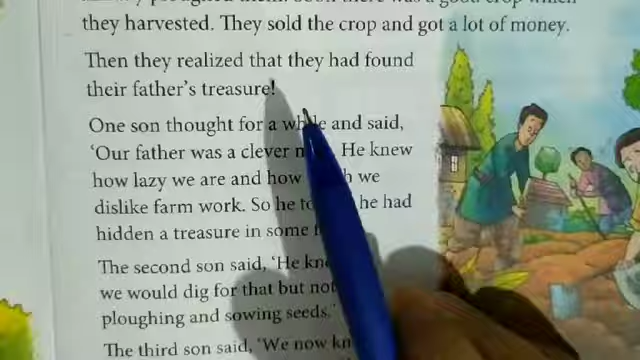 they harvested. They sold the crop and got a lot of money.
Then they realized that they had found
their father's treasure!
One son thought for a while and said,
'Our father was a clever He knew
how lazy we are and how we
dislike farm work. So he he had
hidden a treasure in some
The second son said, 'He
we would dig for that but not
ploughing and sowing seeds.'
The third son said, 'We now